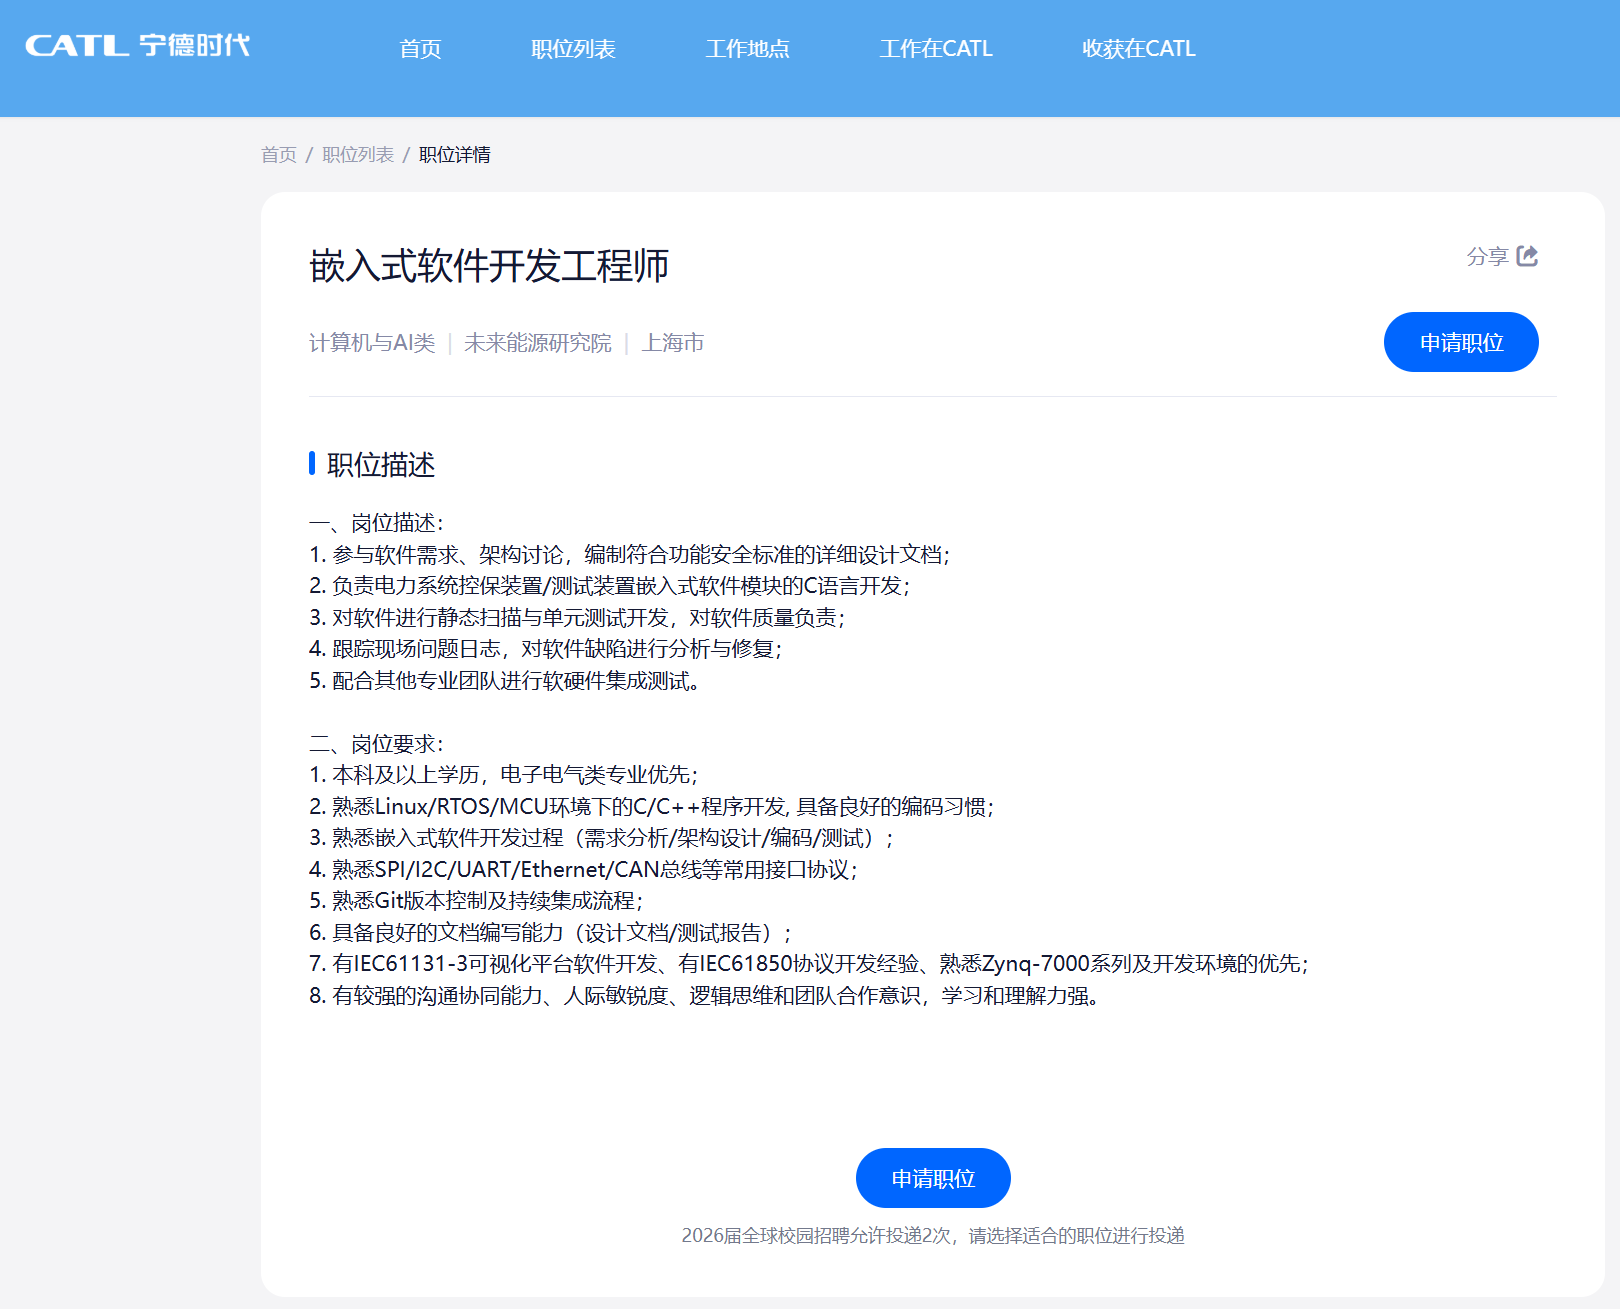 CATL 宁德时代 首页 职位列表 工作地点 工作在CATL 收获在CATL
首页 / 职位列表 / 职位详情
嵌入式软件开发工程师
分享
计算机与AI类 | 未来能源研究院 | 上海市
申请职位
职位描述
一、岗位描述：
1. 参与软件需求、架构讨论，编制符合功能安全标准的详细设计文档；
2. 负责电力系统控保装置/测试装置嵌入式软件模块的C语言开发；
3. 对软件进行静态扫描与单元测试开发，对软件质量负责；
4. 跟踪现场问题日志，对软件缺陷进行分析与修复；
5. 配合其他专业团队进行软硬件集成测试。
二、岗位要求：
1. 本科及以上学历，电子电气类专业优先；
2. 熟悉Linux/RTOS/MCU环境下的C/C++程序开发, 具备良好的编码习惯；
3. 熟悉嵌入式软件开发过程（需求分析/架构设计/编码/测试）；
4. 熟悉SPI/I2C/UART/Ethernet/CAN总线等常用接口协议；
5. 熟悉Git版本控制及持续集成流程；
6. 具备良好的文档编写能力（设计文档/测试报告）；
7. 有IEC61131-3可视化平台软件开发、有IEC61850协议开发经验、熟悉Zynq-7000系列及开发环境的优先；
8. 有较强的沟通协同能力、人际敏锐度、逻辑思维和团队合作意识，学习和理解力强。
申请职位
2026届全球校园招聘允许投递2次，请选择适合的职位进行投递